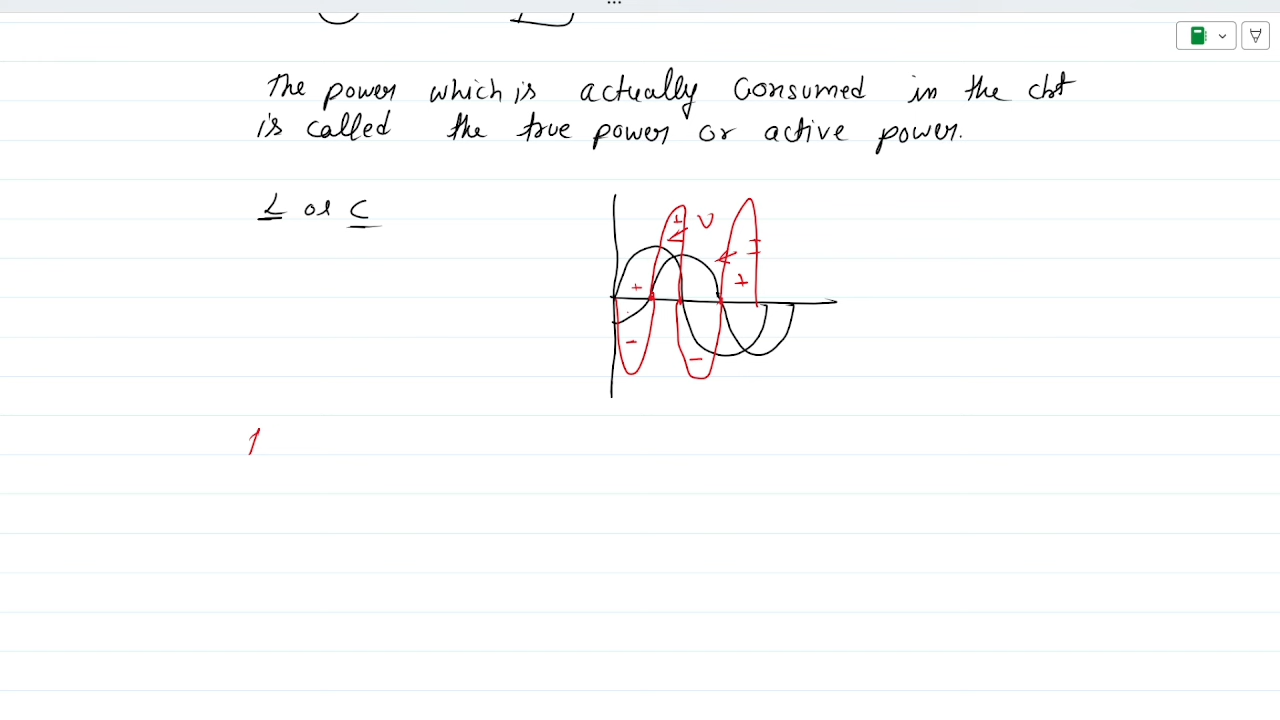 The power which is actually consumed in the ckt
is called the true power or active power.
L or C
+ V
+ +
- -